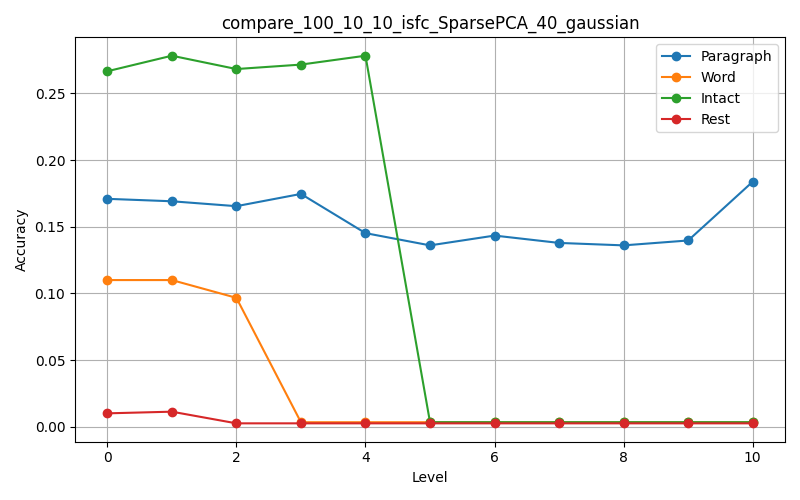 compare_100_10_10_isfc_SparsePCA_40_gaussian
Paragraph
Word
Intact
Rest
Accuracy
0.25
0.20
0.15
0.10
0.05
0.00
0 2 4 6 8 10
Level